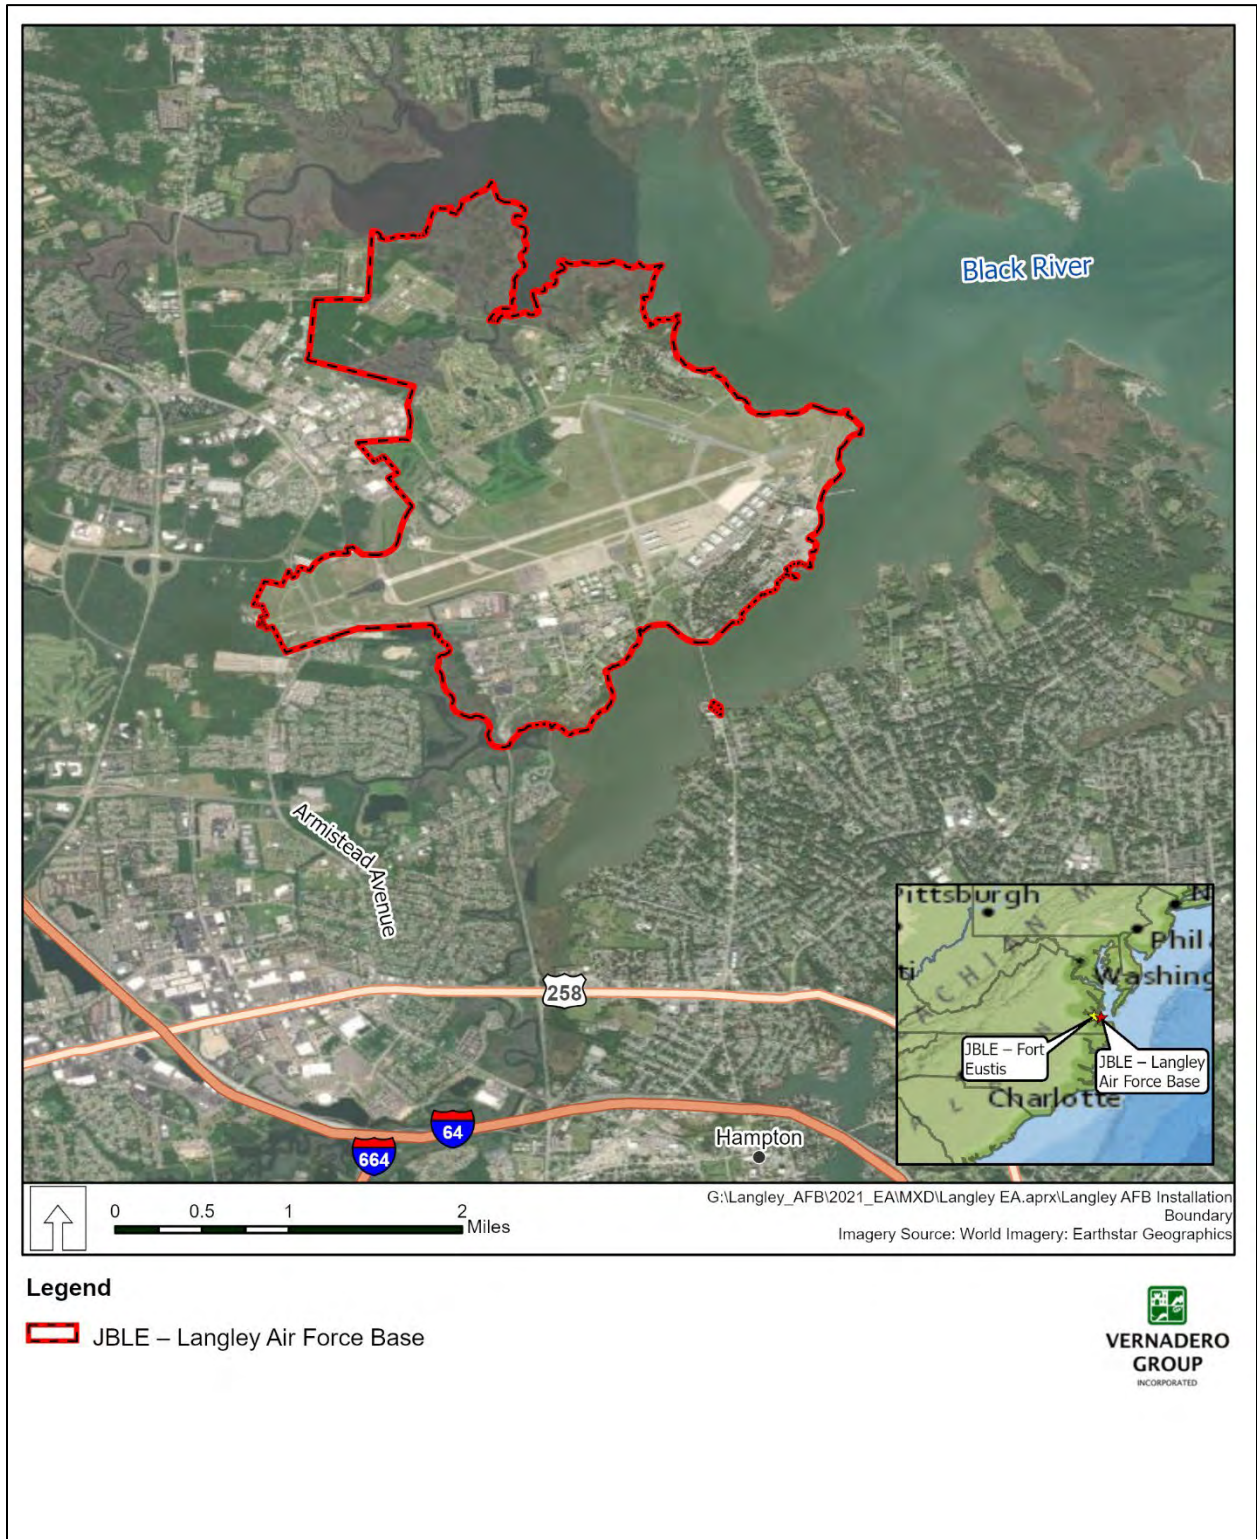 Black River
Armistead Avenue
258
64
664
Hampton
Pittsburgh
CHIAN M
Phil
Washing
JBLE – Fort
Eustis
JBLE – Langley
Air Force Base
Charlotte
0 0.5 1 2
Miles
G:\Langley_AFB\2021_EA\MXD\Langley EA.aprx\Langley AFB Installation
Boundary
Imagery Source: World Imagery: Earthstar Geographics
Legend
JBLE – Langley Air Force Base
VERNADERO
GROUP
INCORPORATED